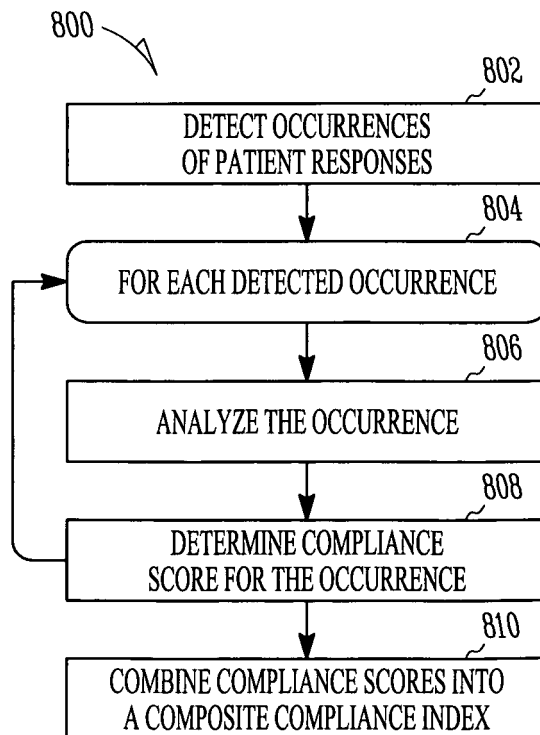 800
802
DETECT OCCURRENCES
OF PATIENT RESPONSES
804
FOR EACH DETECTED OCCURRENCE
806
ANALYZE THE OCCURRENCE
808
DETERMINE COMPLIANCE
SCORE FOR THE OCCURRENCE
810
COMBINE COMPLIANCE SCORES INTO
A COMPOSITE COMPLIANCE INDEX